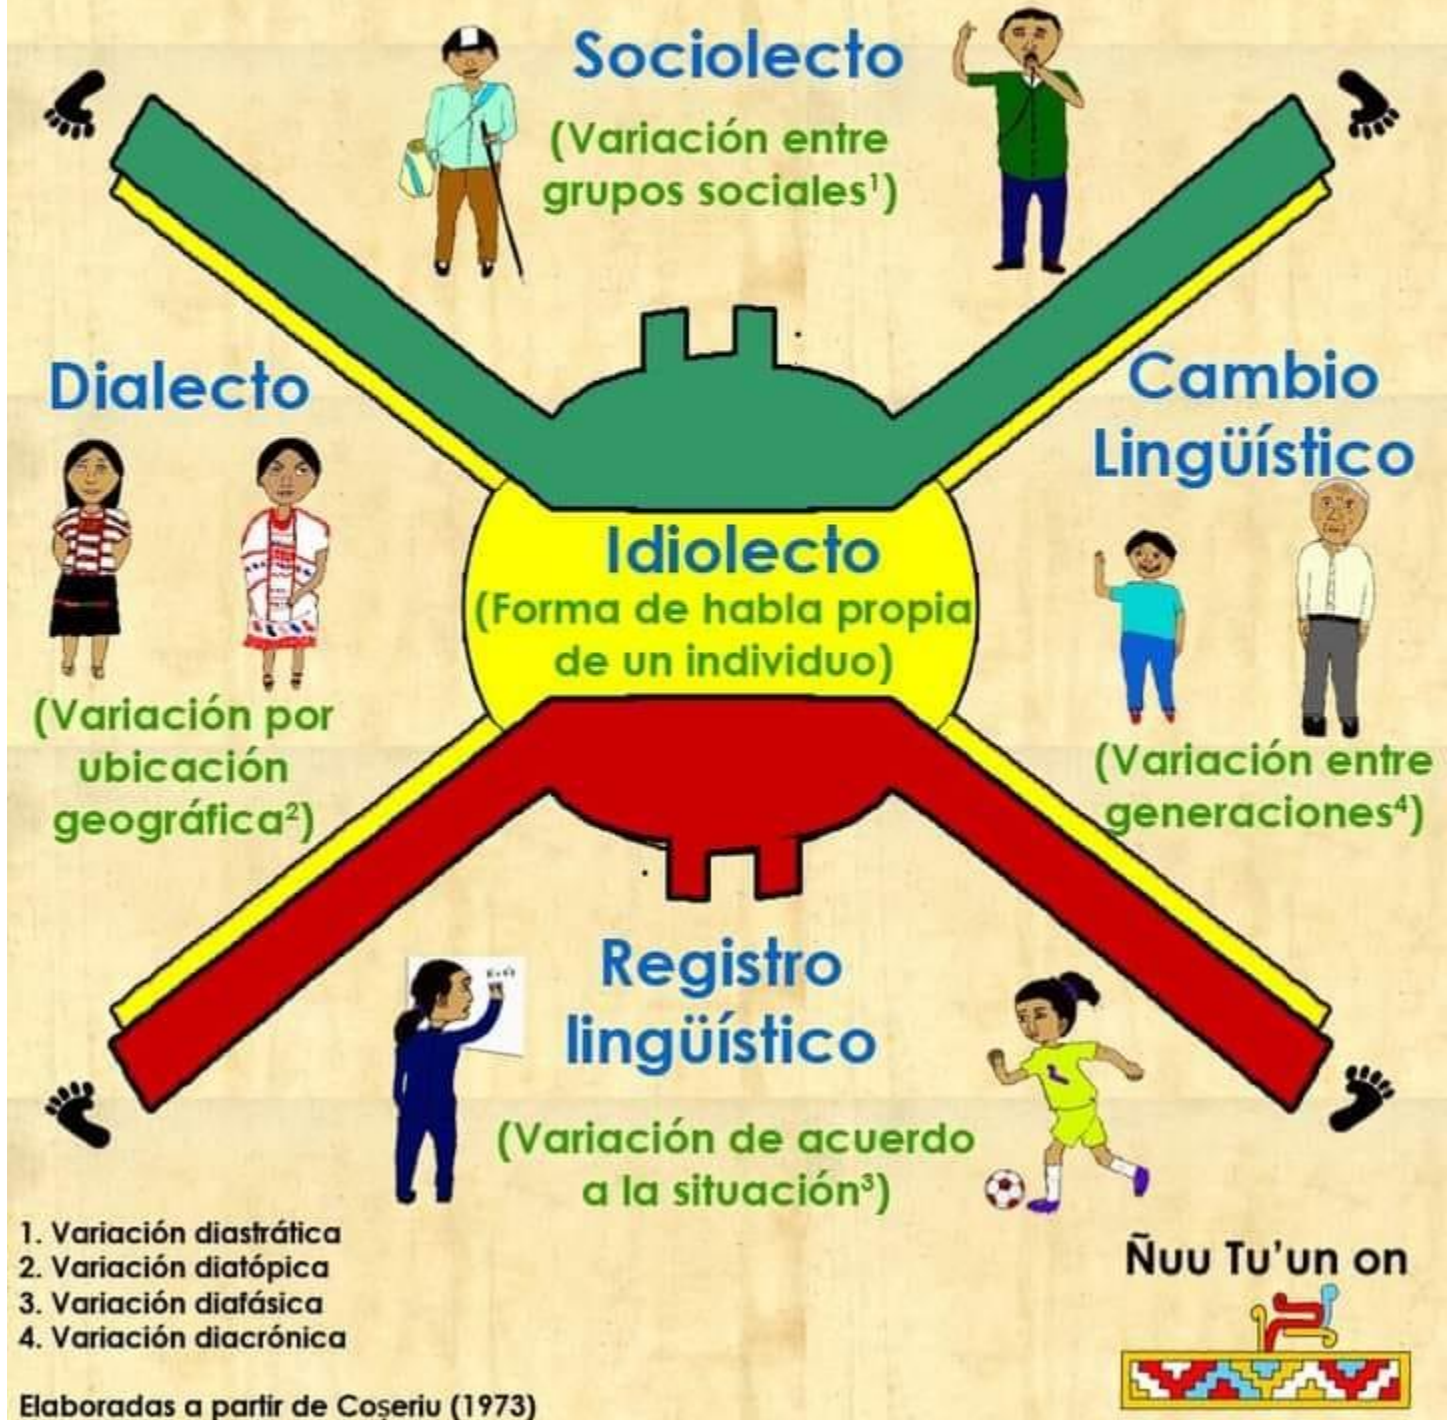 Sociolecto
(Variación entre
grupos sociales¹)
Dialecto
(Variación por
ubicación
geográfica²)
Cambio
Lingüístico
(Variación entre
generaciones⁴)
Idiolecto
(Forma de habla propia
de un individuo)
Registro
lingüístico
(Variación de acuerdo
a la situación³)
1. Variación diastrática
2. Variación diatópica
3. Variación diafásica
4. Variación diacrónica
Elaboradas a partir de Coșeriu (1973)
Ñuu Tu'un on